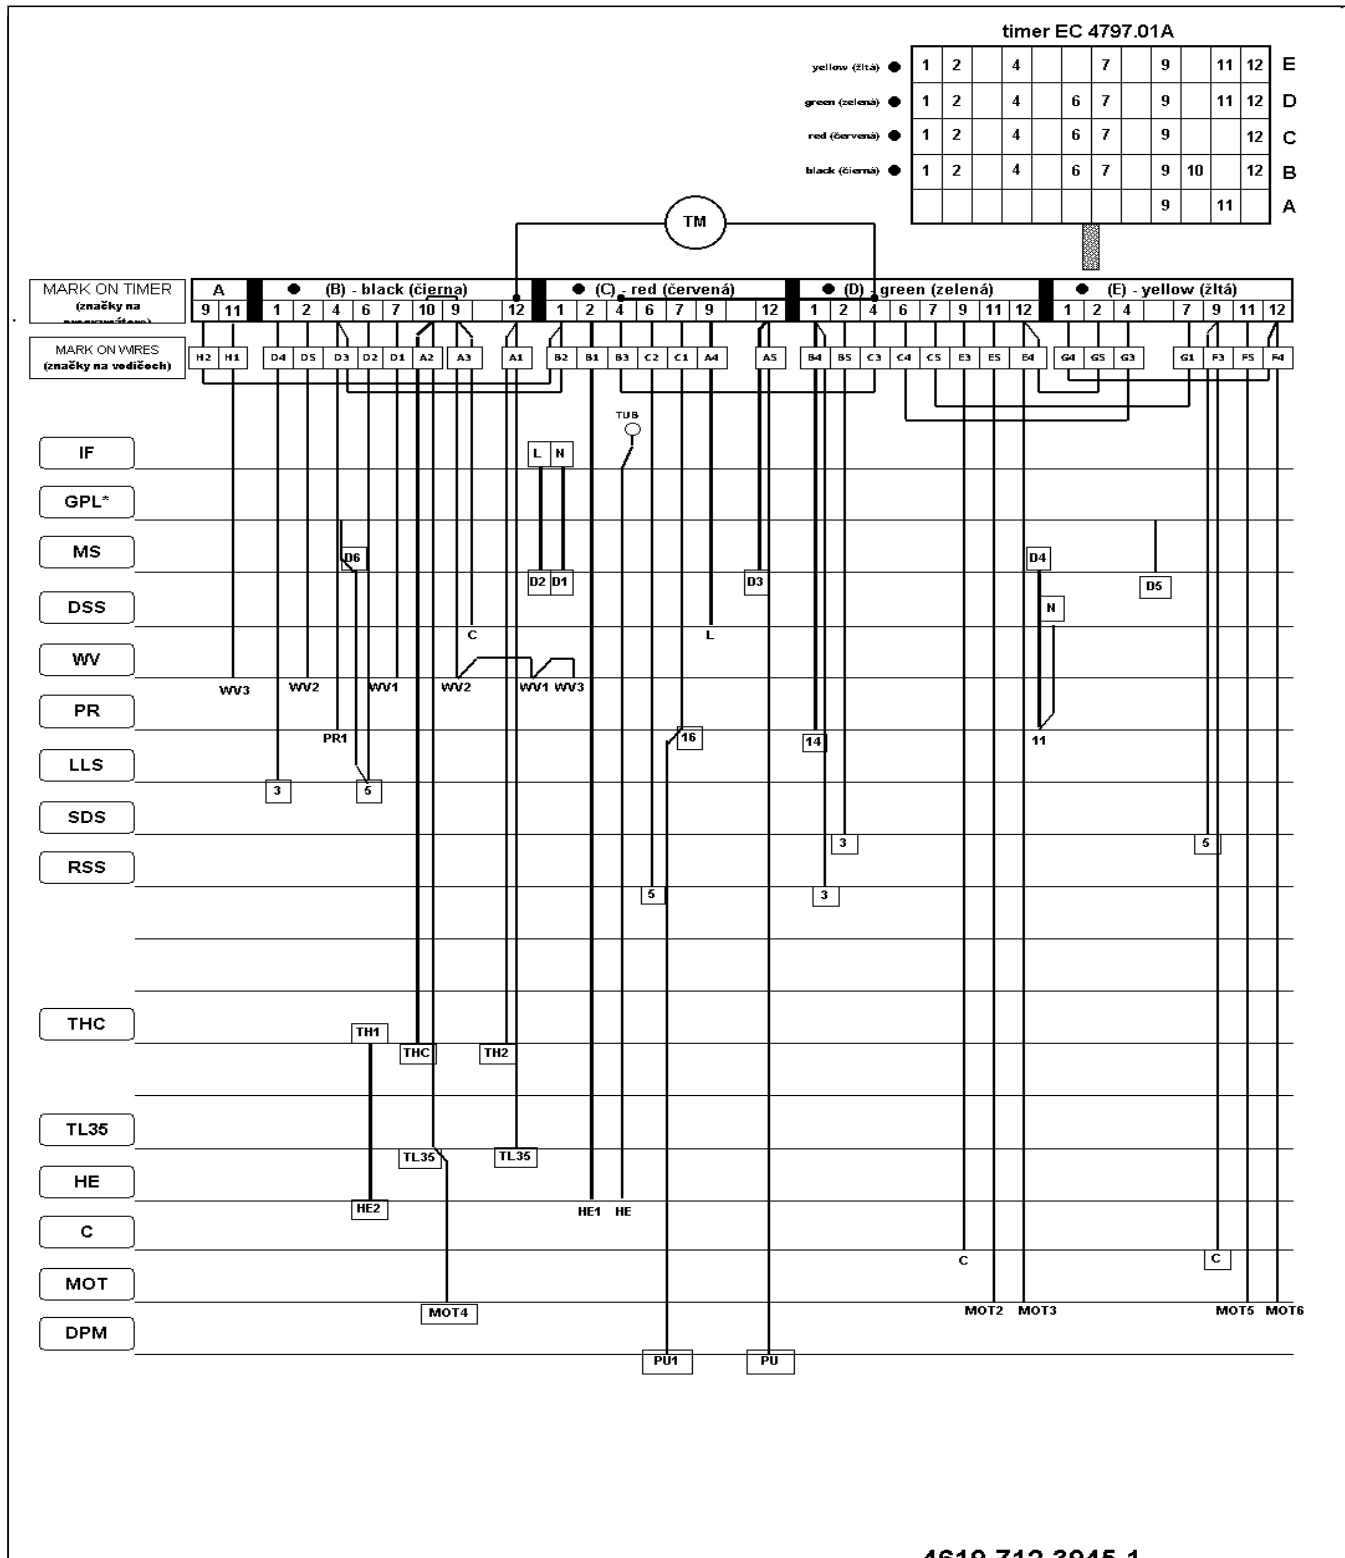 timer EC 4797.01A
yellow (žltá) 1 2 4 7 9 11 12 E
green (zelená) 1 2 4 6 7 9 11 12 D
red (červená) 1 2 4 6 7 9 12 C
black (čierná) 1 2 4 6 7 9 10 12 B
9 11 A
TM
MARK ON TIMER
(značky na
A (B) - black (čierna) (C) - red (červená) (D) - green (zelená) (E) - yellow (žltá)
9 11 1 2 4 6 7 10 9 12 1 2 4 6 7 9 12 1 2 4 6 7 9 11 12 1 2 4 7 9 11 12
MARK ON WIRES
(značky na vodičoch)
H2 H1 D4 D5 D3 D2 D1 A2 A3 A1 B2 B1 B3 C2 C1 A4 A5 B4 B5 C3 C4 C5 E3 E5 E4 G4 G5 G3 G1 F3 F5 F4
TUB
IF L N
GPL*
MS D6 D4
D2 D1 D3 D5
DSS N
C L
WV
WV3 WV2 WV1 WV2 WV1 WV3
PR
PR1 16 14 11
LLS
3 5
SDS
3 5
RSS
5 3
THC TH1
THC TH2
TL35
TL35 TL35
HE
HE2 HE1 HE
C
C C
MOT
MOT4 MOT2 MOT3 MOT5 MOT6
DPM
PU1 PU
4619 712 3945 1